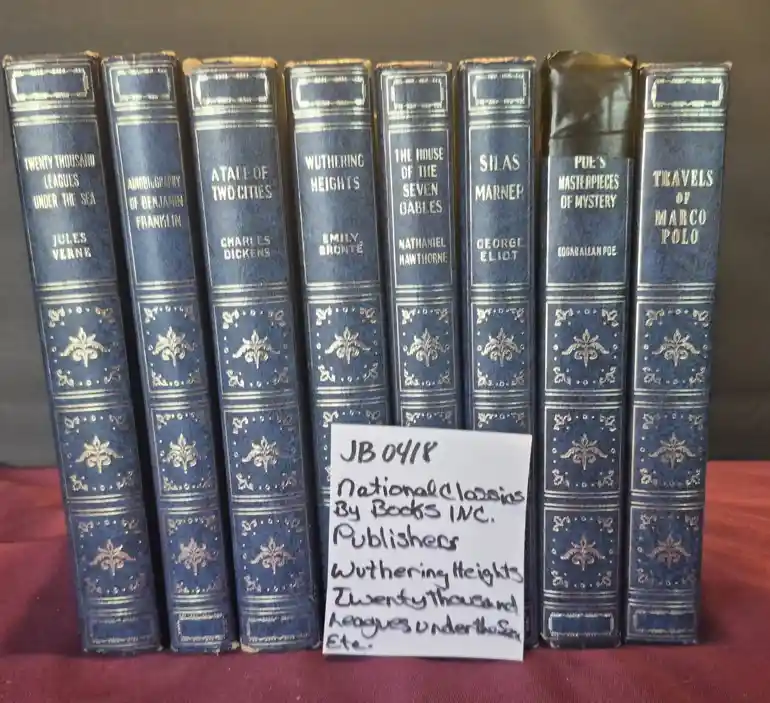 TWENTY THOUSAND
LEAGUES
UNDER THE SEA
JULES
VERNE
AUTOBIOGRAPHY
OF BENJAMIN
FRANKLIN
A TALE OF
TWO CITIES
CHARLES
DICKENS
WUTHERING
HEIGHTS
EMILY
BRONTË
THE HOUSE
OF THE
SEVEN
GABLES
NATHANIEL
HAWTHORNE
SILAS
MARNER
GEORGE
ELIOT
POE'S
MASTERPIECES
OF MYSTERY
EDGAR ALLAN POE
TRAVELS
OF
MARCO
POLO
JB 0418
National Classics
By Books INC.
Publishers
Wuthering Heights
Twenty Thousand
Leagues Under the Sea
Etc.